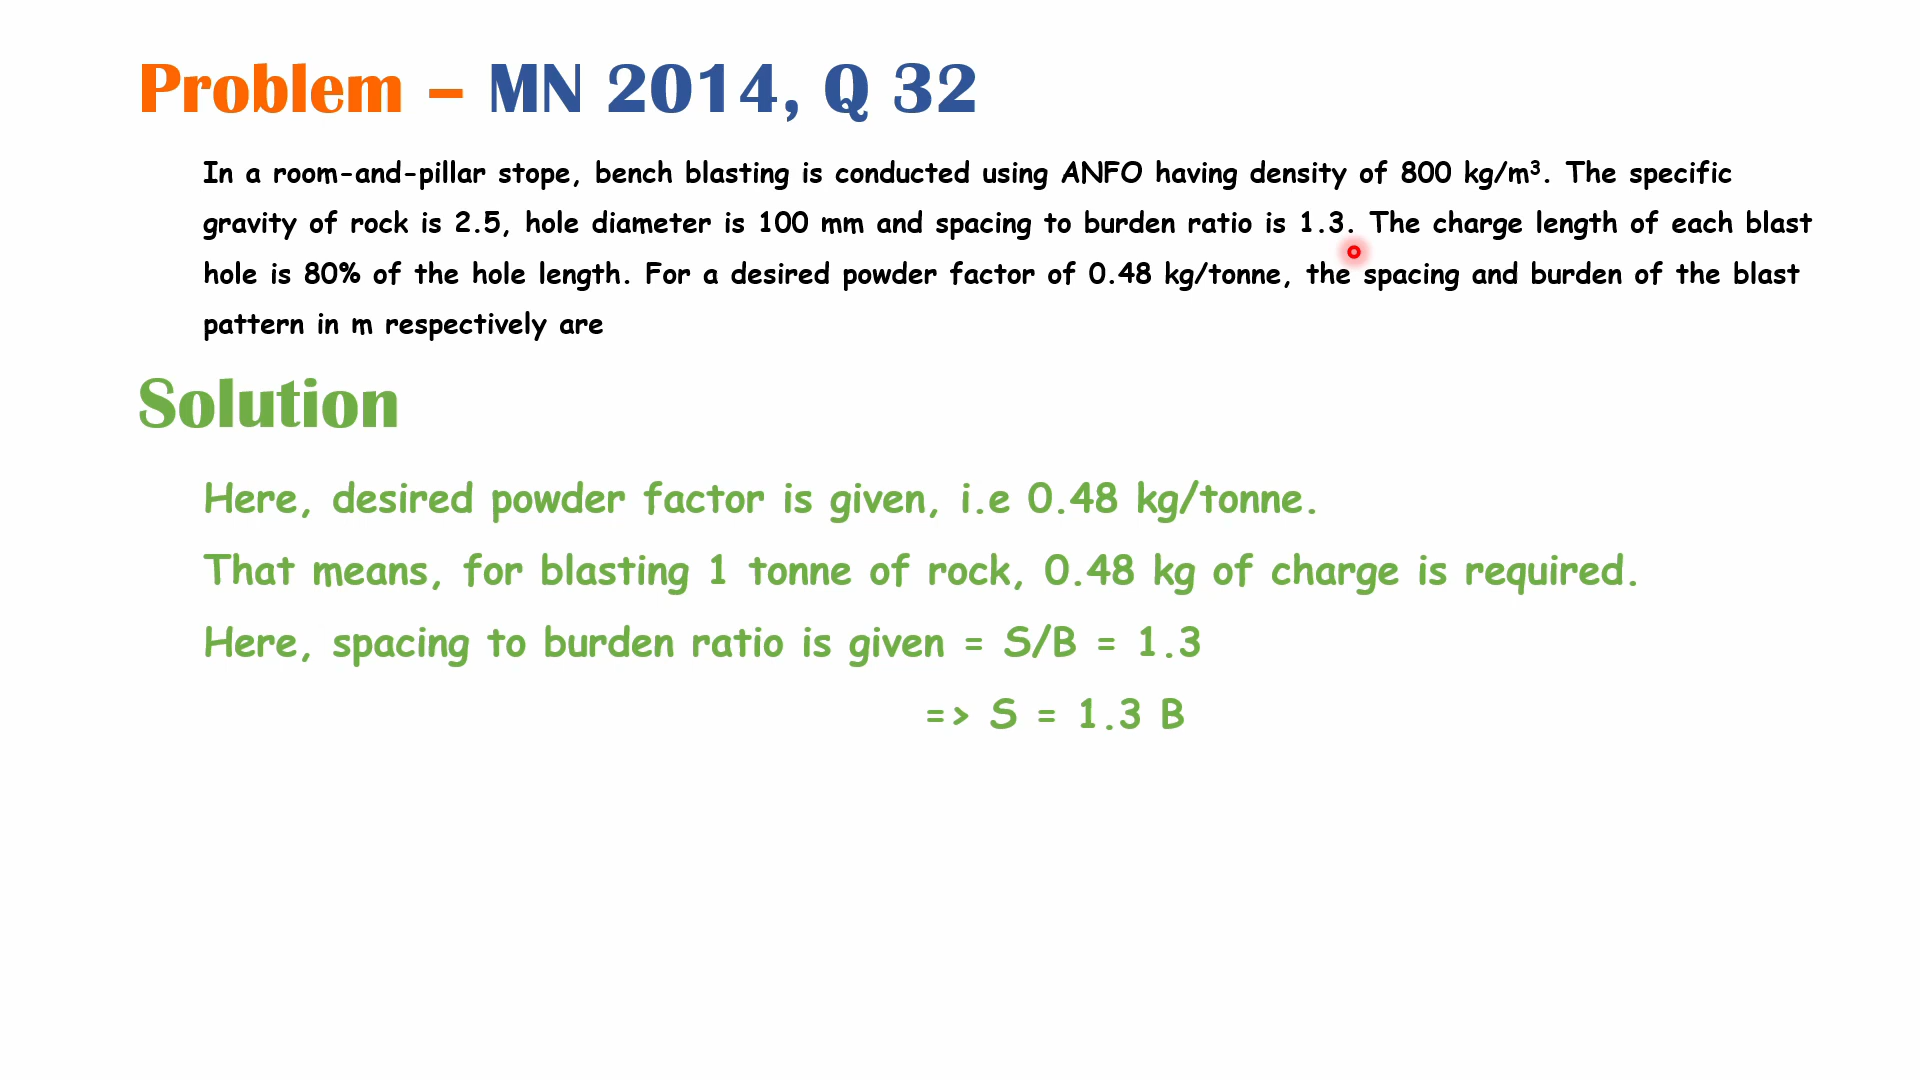 Problem – MN 2014, Q 32
In a room-and-pillar stope, bench blasting is conducted using ANFO having density of 800 kg/m³. The specific
gravity of rock is 2.5, hole diameter is 100 mm and spacing to burden ratio is 1.3. The charge length of each blast
hole is 80% of the hole length. For a desired powder factor of 0.48 kg/tonne, the spacing and burden of the blast
pattern in m respectively are
Solution
Here, desired powder factor is given, i.e 0.48 kg/tonne.
That means, for blasting 1 tonne of rock, 0.48 kg of charge is required.
Here, spacing to burden ratio is given = S/B = 1.3
=> S = 1.3 B